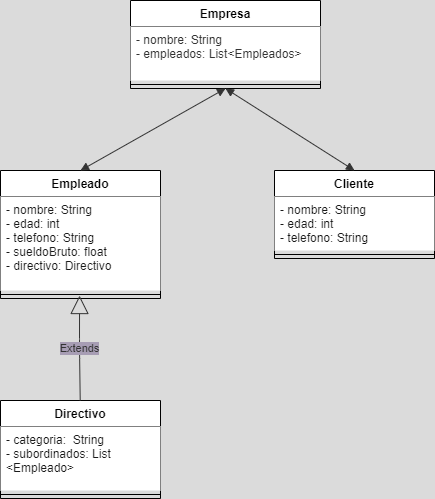 Empresa
- nombre: String
- empleados: List<Empleados>
Empleado
- nombre: String
- edad: int
- telefono: String
- sueldoBruto: float
- directivo: Directivo
Cliente
- nombre: String
- edad: int
- telefono: String
Extends
Directivo
- categoria:  String
- subordinados: List
<Empleado>